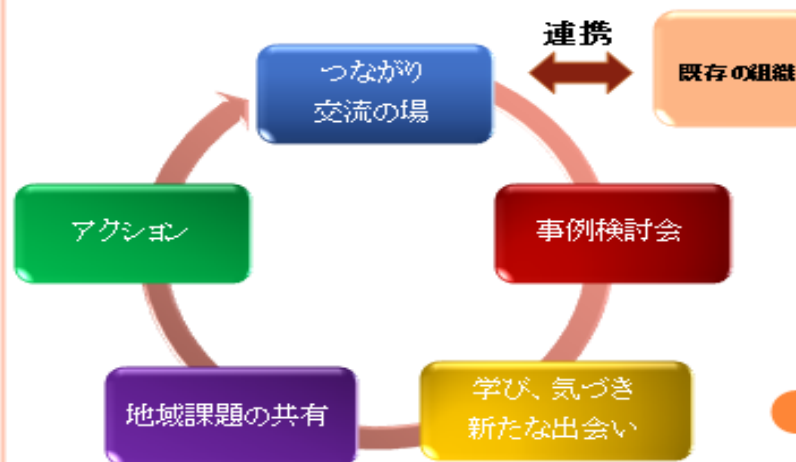 連携
つながり
交流の場
既存の組織
アクション
事例検討会
学び、気づき
新たな出会い
地域課題の共有